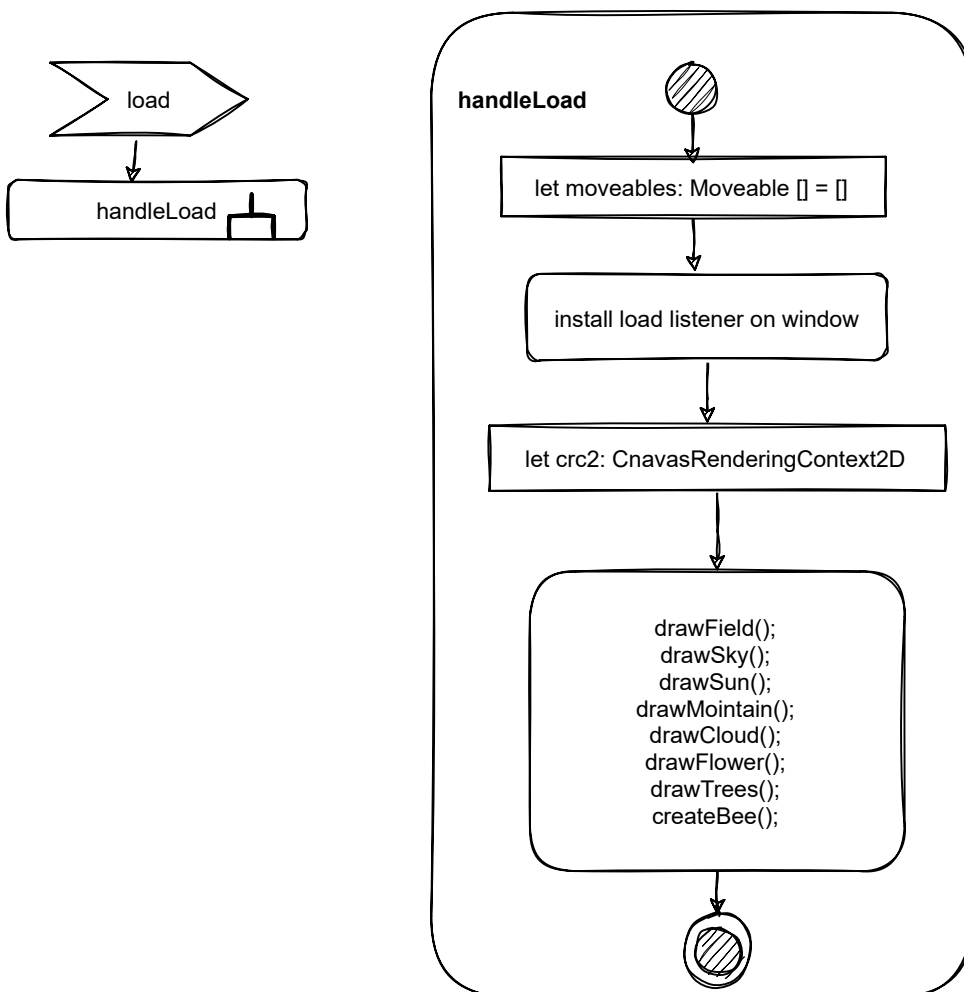 load
handleLoad
handleLoad
let moveables: Moveable [] = []
install load listener on window
let crc2: CnavasRenderingContext2D
drawField();
drawSky();
drawSun();
drawMointain();
drawCloud();
drawFlower();
drawTrees();
createBee();